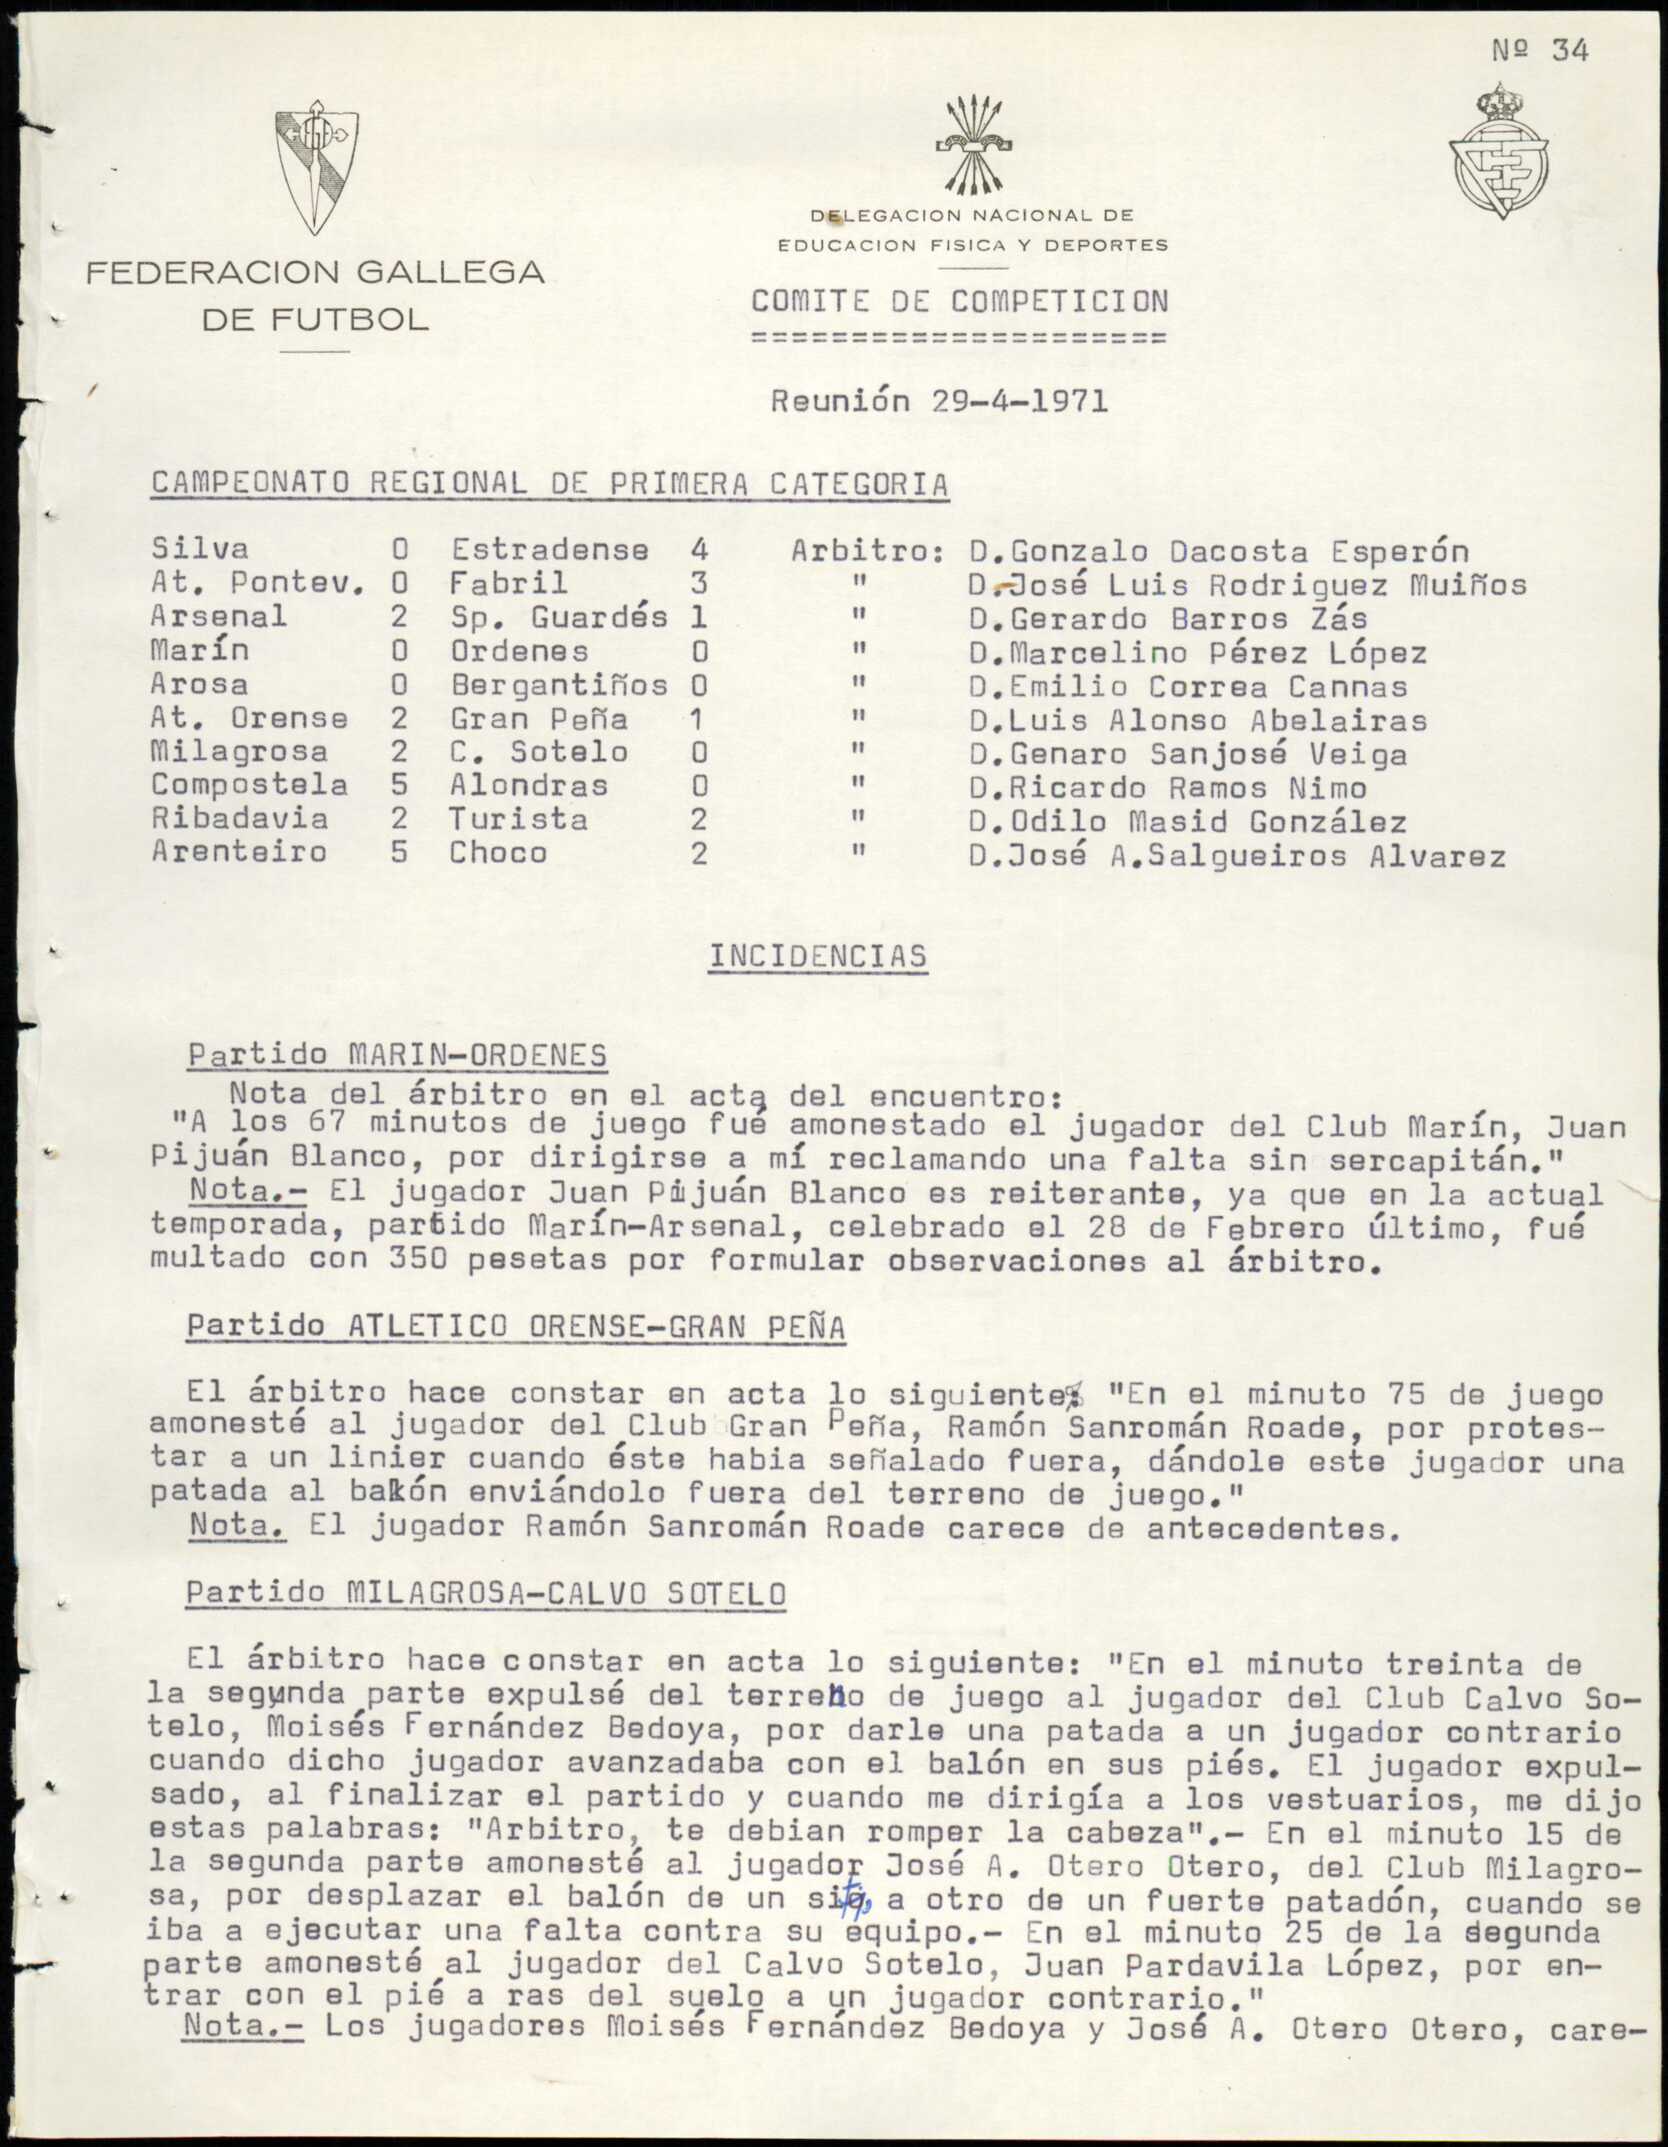 Nº 34
FEDERACION GALLEGA
DE FUTBOL
DELEGACION NACIONAL DE
EDUCACION FISICA Y DEPORTES
COMITE DE COMPETICION
=====================
Reunión 29-4-1971
CAMPEONATO REGIONAL DE PRIMERA CATEGORIA
Silva 0 Estradense 4 Arbitro: D.Gonzalo Dacosta Esperón
At. Pontev. 0 Fabril 3 " D.José Luis Rodriguez Muiños
Arsenal 2 Sp. Guardés 1 " D.Gerardo Barros Zás
Marín 0 Ordenes 0 " D.Marcelino Pérez López
Arosa 0 Bergantiños 0 " D.Emilio Correa Cannas
At. Orense 2 Gran Peña 1 " D.Luis Alonso Abelairas
Milagrosa 2 C. Sotelo 0 " D.Genaro Sanjosé Veiga
Compostela 5 Alondras 0 " D.Ricardo Ramos Nimo
Ribadavia 2 Turista 2 " D.Odilo Masid González
Arenteiro 5 Choco 2 " D.José A.Salgueiros Alvarez
INCIDENCIAS
Partido MARIN-ORDENES
Nota del árbitro en el acta del encuentro:
"A los 67 minutos de juego fué amonestado el jugador del Club Marín, Juan
Pijuán Blanco, por dirigirse a mí reclamando una falta sin sercapitán."
Nota.- El jugador Juan Pijuán Blanco es reiterante, ya que en la actual
temporada, partido Marín-Arsenal, celebrado el 28 de Febrero último, fué
multado con 350 pesetas por formular observaciones al árbitro.
Partido ATLETICO ORENSE-GRAN PEÑA
El árbitro hace constar en acta lo siguiente: "En el minuto 75 de juego
amonesté al jugador del Club Gran Peña, Ramón Sanromán Roade, por protes-
tar a un linier cuando éste habia señalado fuera, dándole este jugador una
patada al balón enviándolo fuera del terreno de juego."
Nota. El jugador Ramón Sanromán Roade carece de antecedentes.
Partido MILAGROSA-CALVO SOTELO
El árbitro hace constar en acta lo siguiente: "En el minuto treinta de
la segunda parte expulsé del terreno de juego al jugador del Club Calvo So-
telo, Moisés Fernández Bedoya, por darle una patada a un jugador contrario
cuando dicho jugador avanzadaba con el balón en sus piés. El jugador expul-
sado, al finalizar el partido y cuando me dirigía a los vestuarios, me dijo
estas palabras: "Arbitro, te debian romper la cabeza".- En el minuto 15 de
la segunda parte amonesté al jugador José A. Otero Otero, del Club Milagro-
sa, por desplazar el balón de un sitio, a otro de un fuerte patadón, cuando se
iba a ejecutar una falta contra su equipo.- En el minuto 25 de la segunda
parte amonesté al jugador del Calvo Sotelo, Juan Pardavila López, por en-
trar con el pié a ras del suelo a un jugador contrario."
Nota.- Los jugadores Moisés Fernández Bedoya y José A. Otero Otero, care-